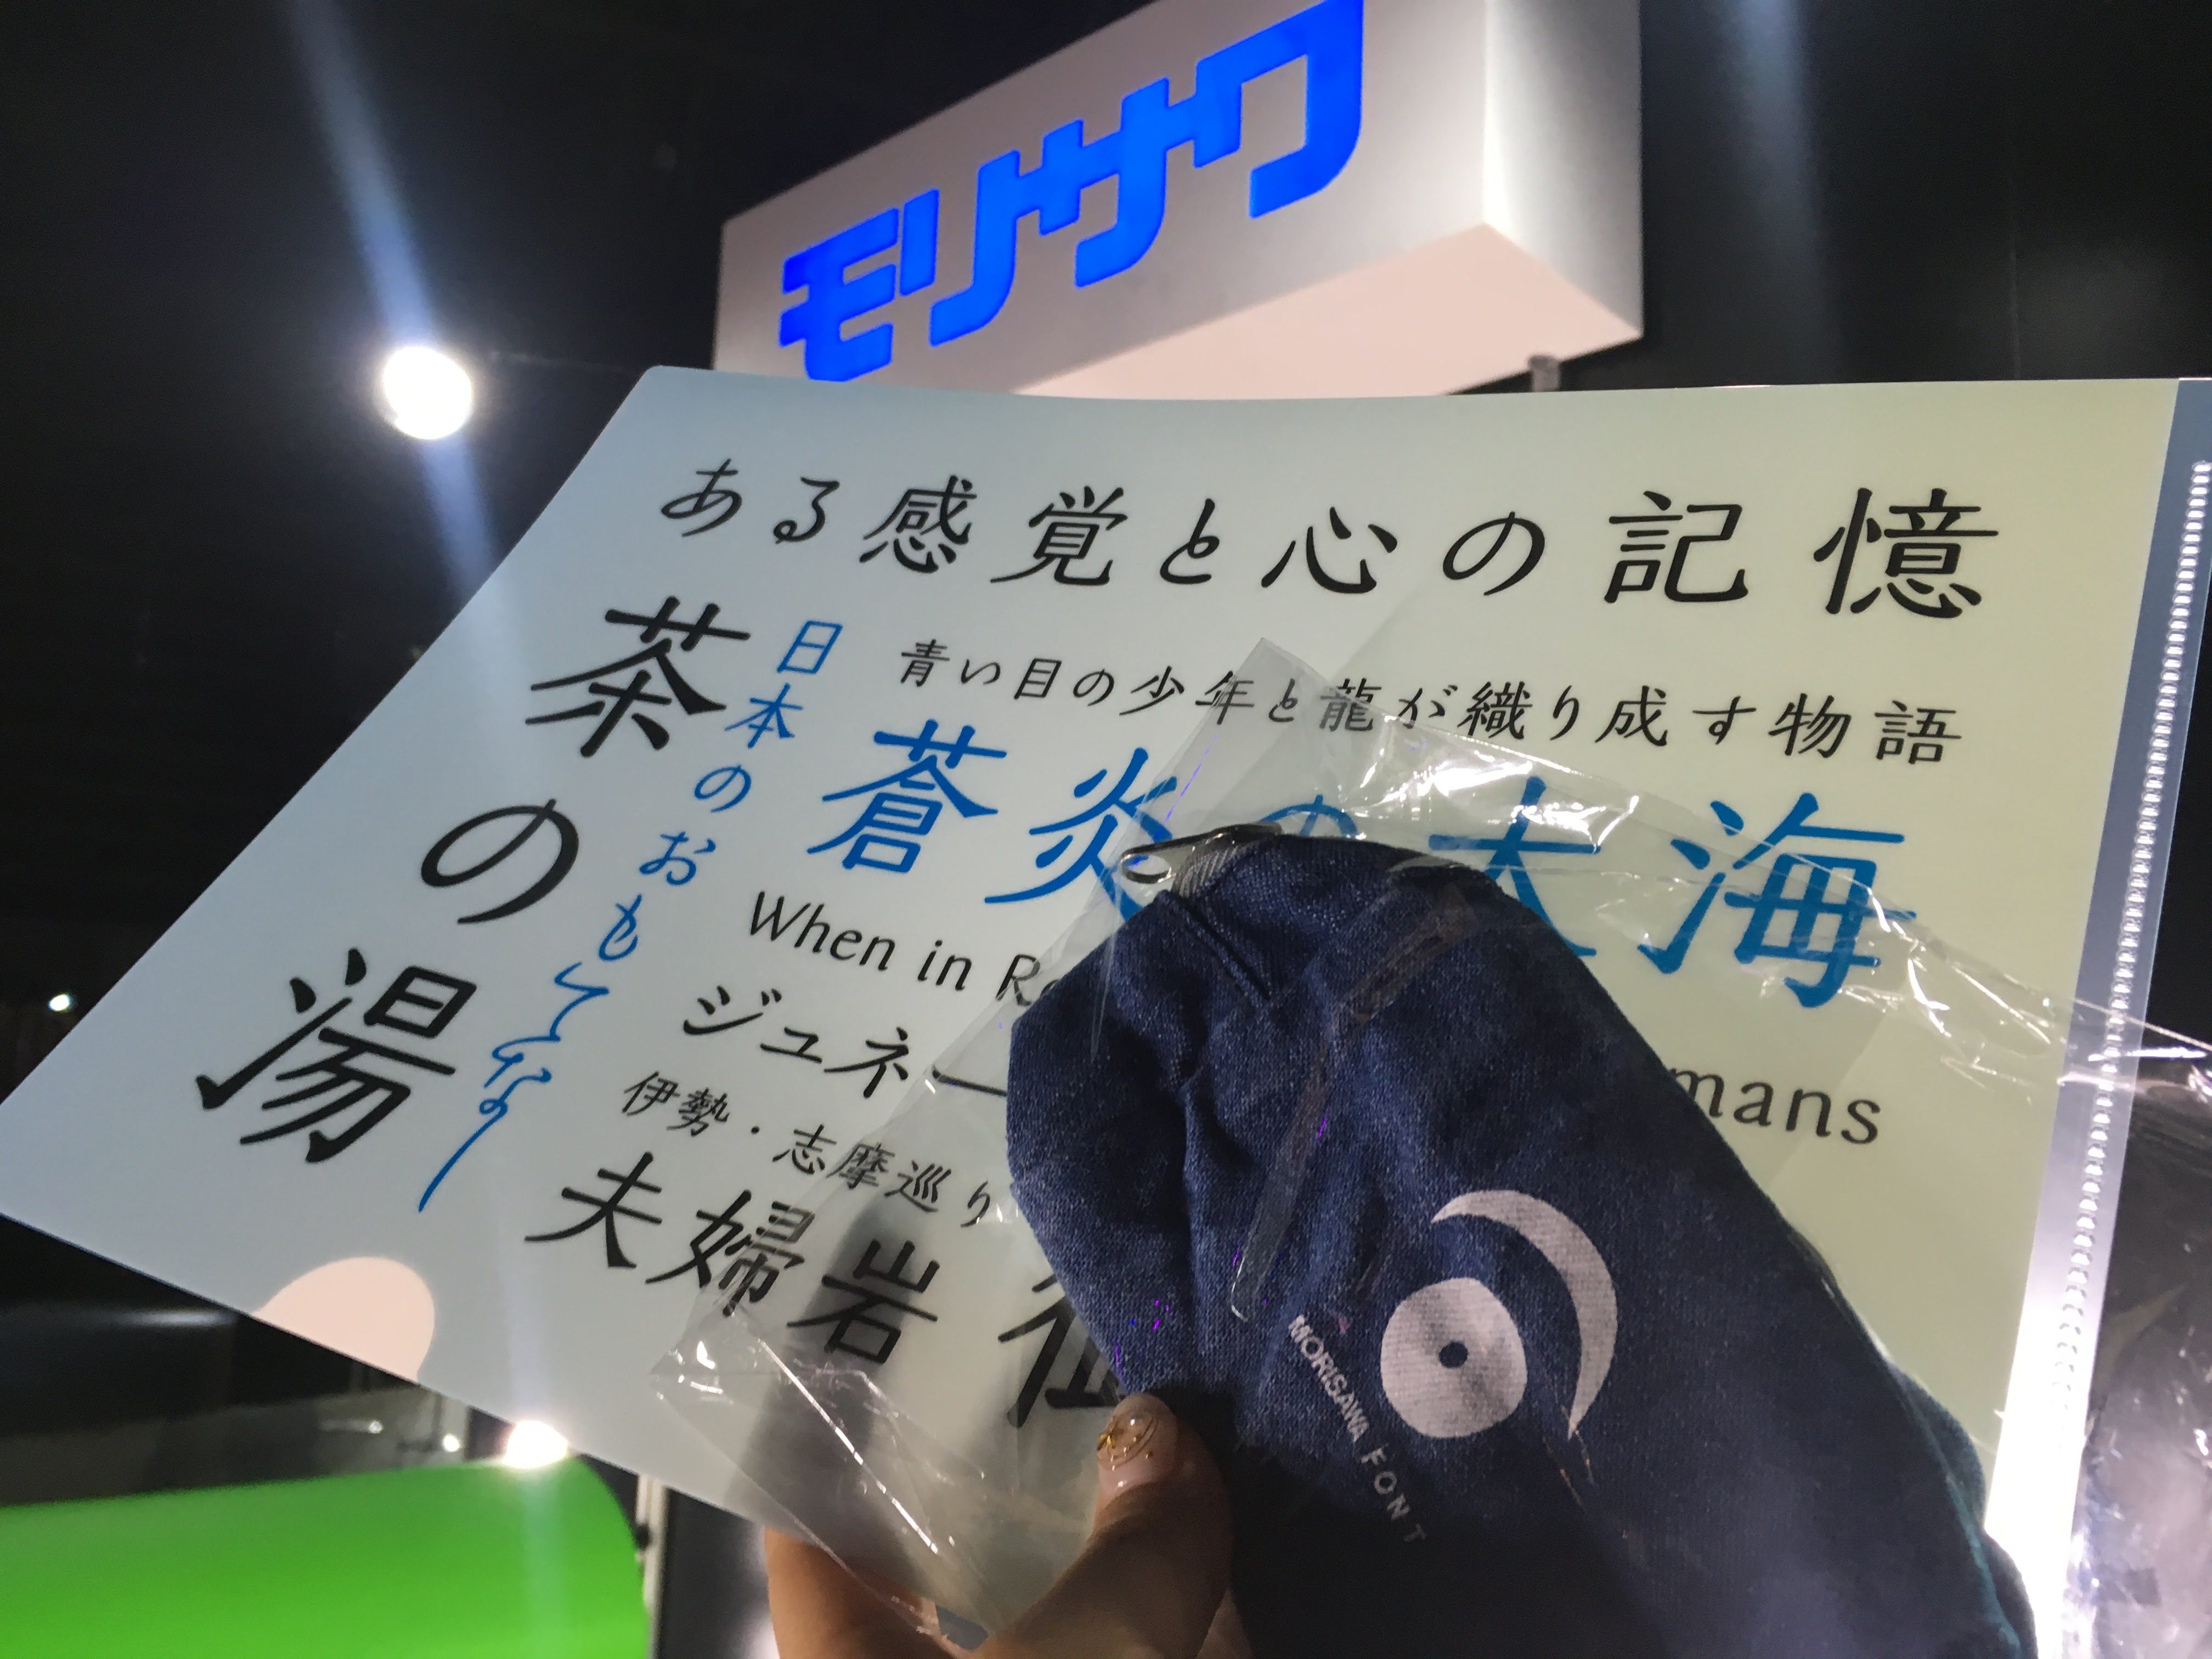 モリサワ
ある感覚と心の記憶
青い目の少年と龍が織り成す物語
蒼炎の大海
茶の湯
日本のおもてなし
When in
mans
ジュネー
伊勢・志摩巡り
夫婦岩
MORISAWA FONT